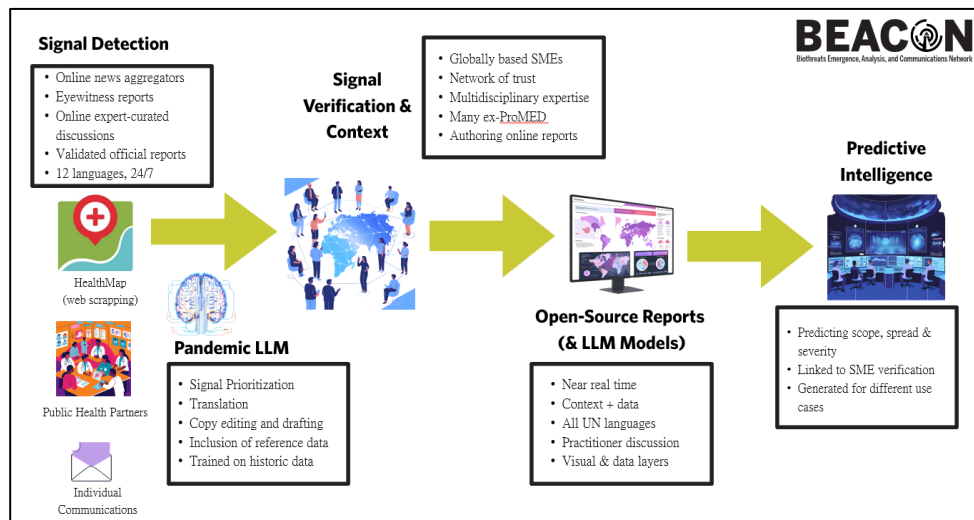 BEACON
Biothreats Emergence, Analysis, and Communications Network
Signal Detection
• Online news aggregators
• Eyewitness reports
• Online expert-curated
discussions
• Validated official reports
• 12 languages, 24/7
HealthMap
(web scrapping)
Public Health Partners
Individual
Communications
Pandemic LLM
• Signal Prioritization
• Translation
• Copy editing and drafting
• Inclusion of reference data
• Trained on historic data
Signal
Verification &
Context
• Globally based SMEs
• Network of trust
• Multidisciplinary expertise
• Many ex-ProMED
• Authoring online reports
Open-Source Reports
(& LLM Models)
• Near real time
• Context + data
• All UN languages
• Practitioner discussion
• Visual & data layers
Predictive
Intelligence
• Predicting scope, spread &
severity
• Linked to SME verification
• Generated for different use
cases